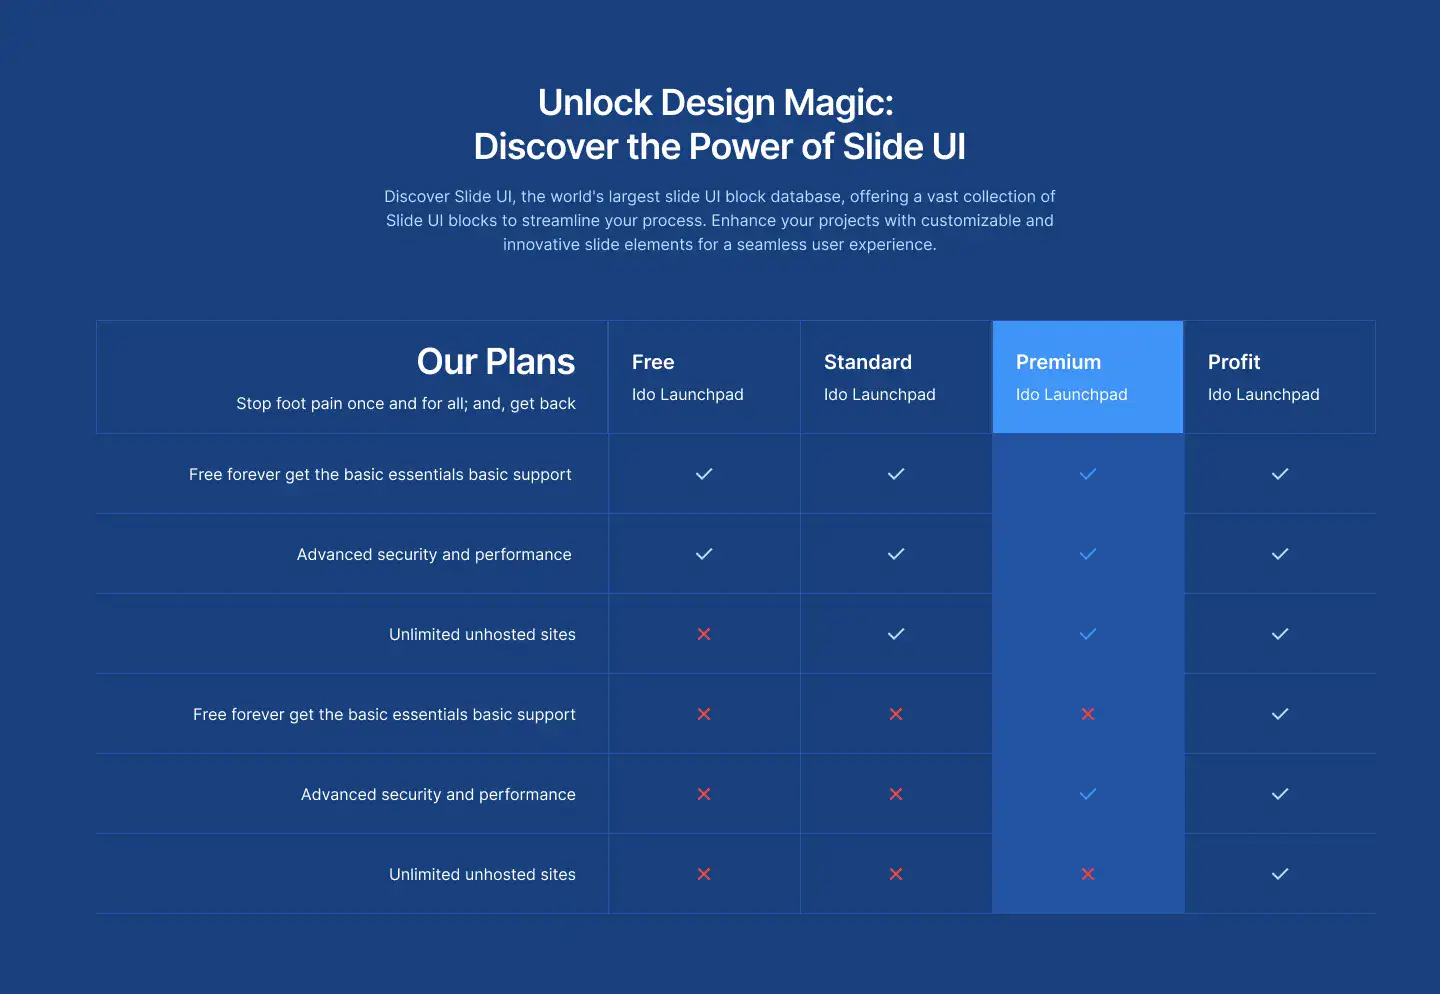 Unlock Design Magic:
Discover the Power of Slide UI
Discover Slide UI, the world's largest slide UI block database, offering a vast collection of
Slide UI blocks to streamline your process. Enhance your projects with customizable and
innovative slide elements for a seamless user experience.
Our Plans
Stop foot pain once and for all; and, get back
Free
Ido Launchpad
Standard
Ido Launchpad
Premium
Ido Launchpad
Profit
Ido Launchpad
Free forever get the basic essentials basic support
Advanced security and performance
Unlimited unhosted sites
Free forever get the basic essentials basic support
Advanced security and performance
Unlimited unhosted sites